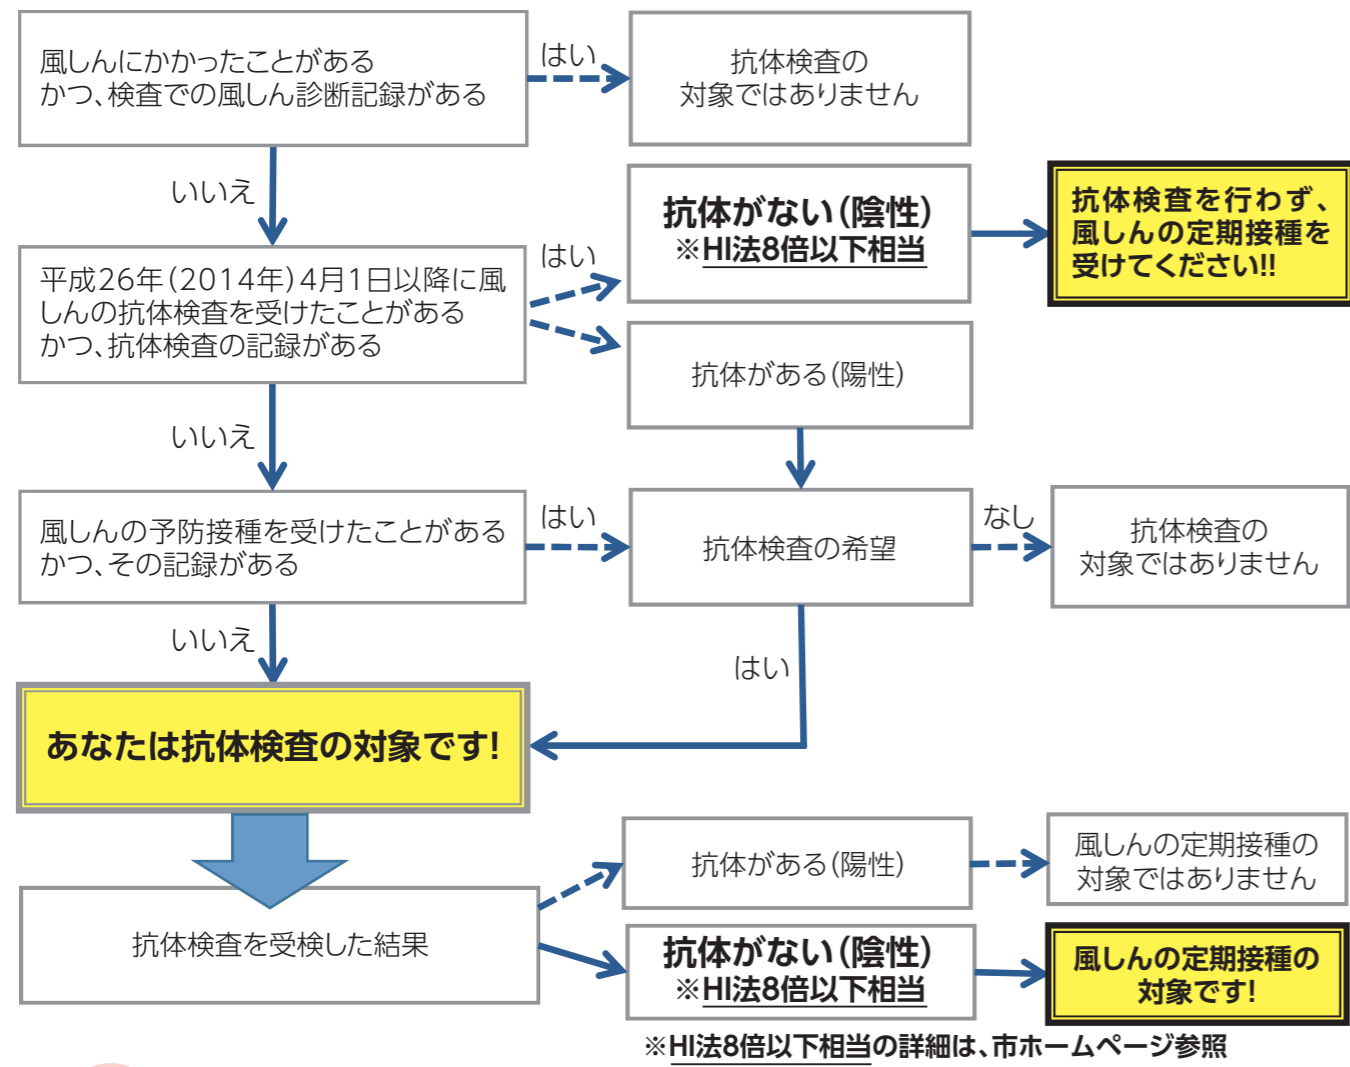 風しんにかかったことがある
かつ、検査での風しん診断記録がある
はい
抗体検査の
対象ではありません
いいえ
平成26年(2014年)4月1日以降に風
しんの抗体検査を受けたことがある
かつ、抗体検査の記録がある
はい
抗体がない(陰性)
※HI法8倍以下相当
抗体検査を行わず、
風しんの定期接種を
受けてください!!
抗体がある(陽性)
いいえ
風しんの予防接種を受けたことがある
かつ、その記録がある
はい
抗体検査の希望
なし
抗体検査の
対象ではありません
いいえ
はい
あなたは抗体検査の対象です!
抗体検査を受検した結果
抗体がある(陽性)
風しんの定期接種の
対象ではありません
抗体がない(陰性)
※HI法8倍以下相当
風しんの定期接種の
対象です!
※HI法8倍以下相当の詳細は、市ホームページ参照